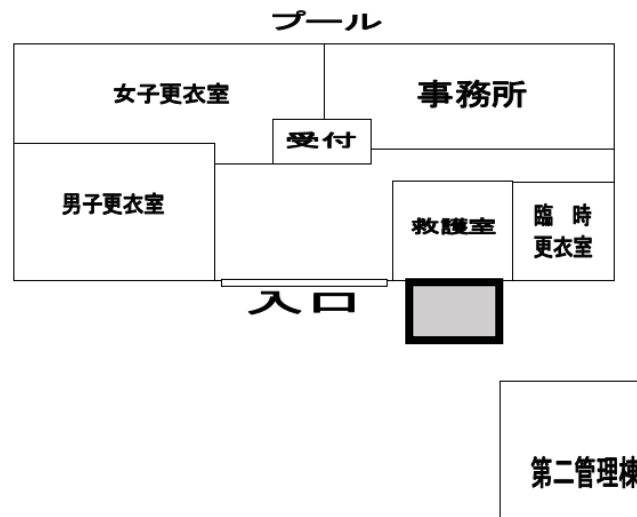 プール
女子更衣室
事務所
受付
男子更衣室
救護室
臨　時
更衣室
入口
第二管理棟